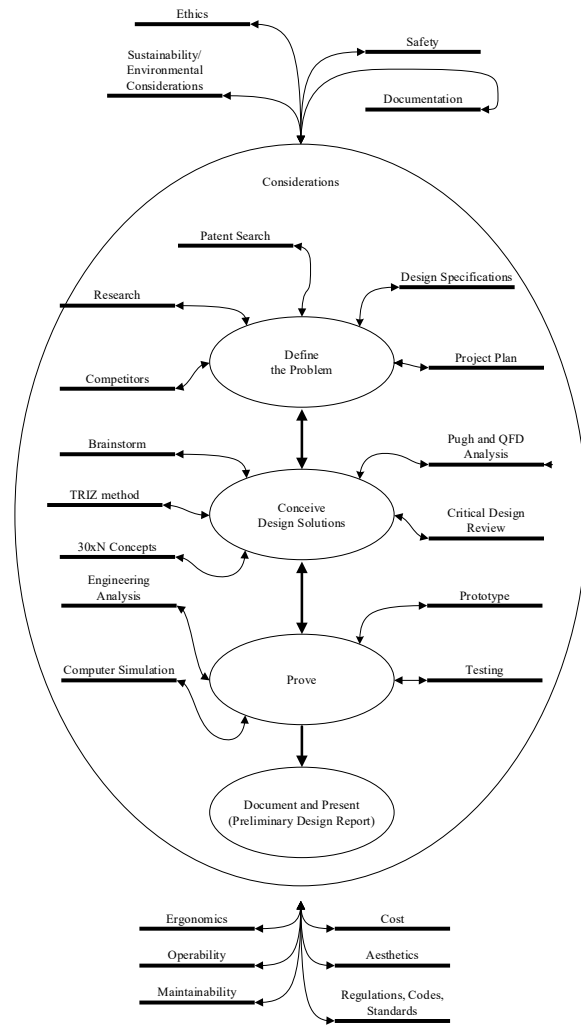 Ethics
Safety
Sustainability/
Environmental
Considerations
Documentation
Considerations
Patent Search
Design Specifications
Research
Define
the Problem
Project Plan
Competitors
Brainstorm
Pugh and QFD
Analysis
TRIZ method
Conceive
Design Solutions
Critical Design
Review
30xN Concepts
Engineering
Analysis
Prototype
Computer Simulation
Prove
Testing
Document and Present
(Preliminary Design Report)
Ergonomics
Cost
Operability
Aesthetics
Maintainability
Regulations, Codes,
Standards